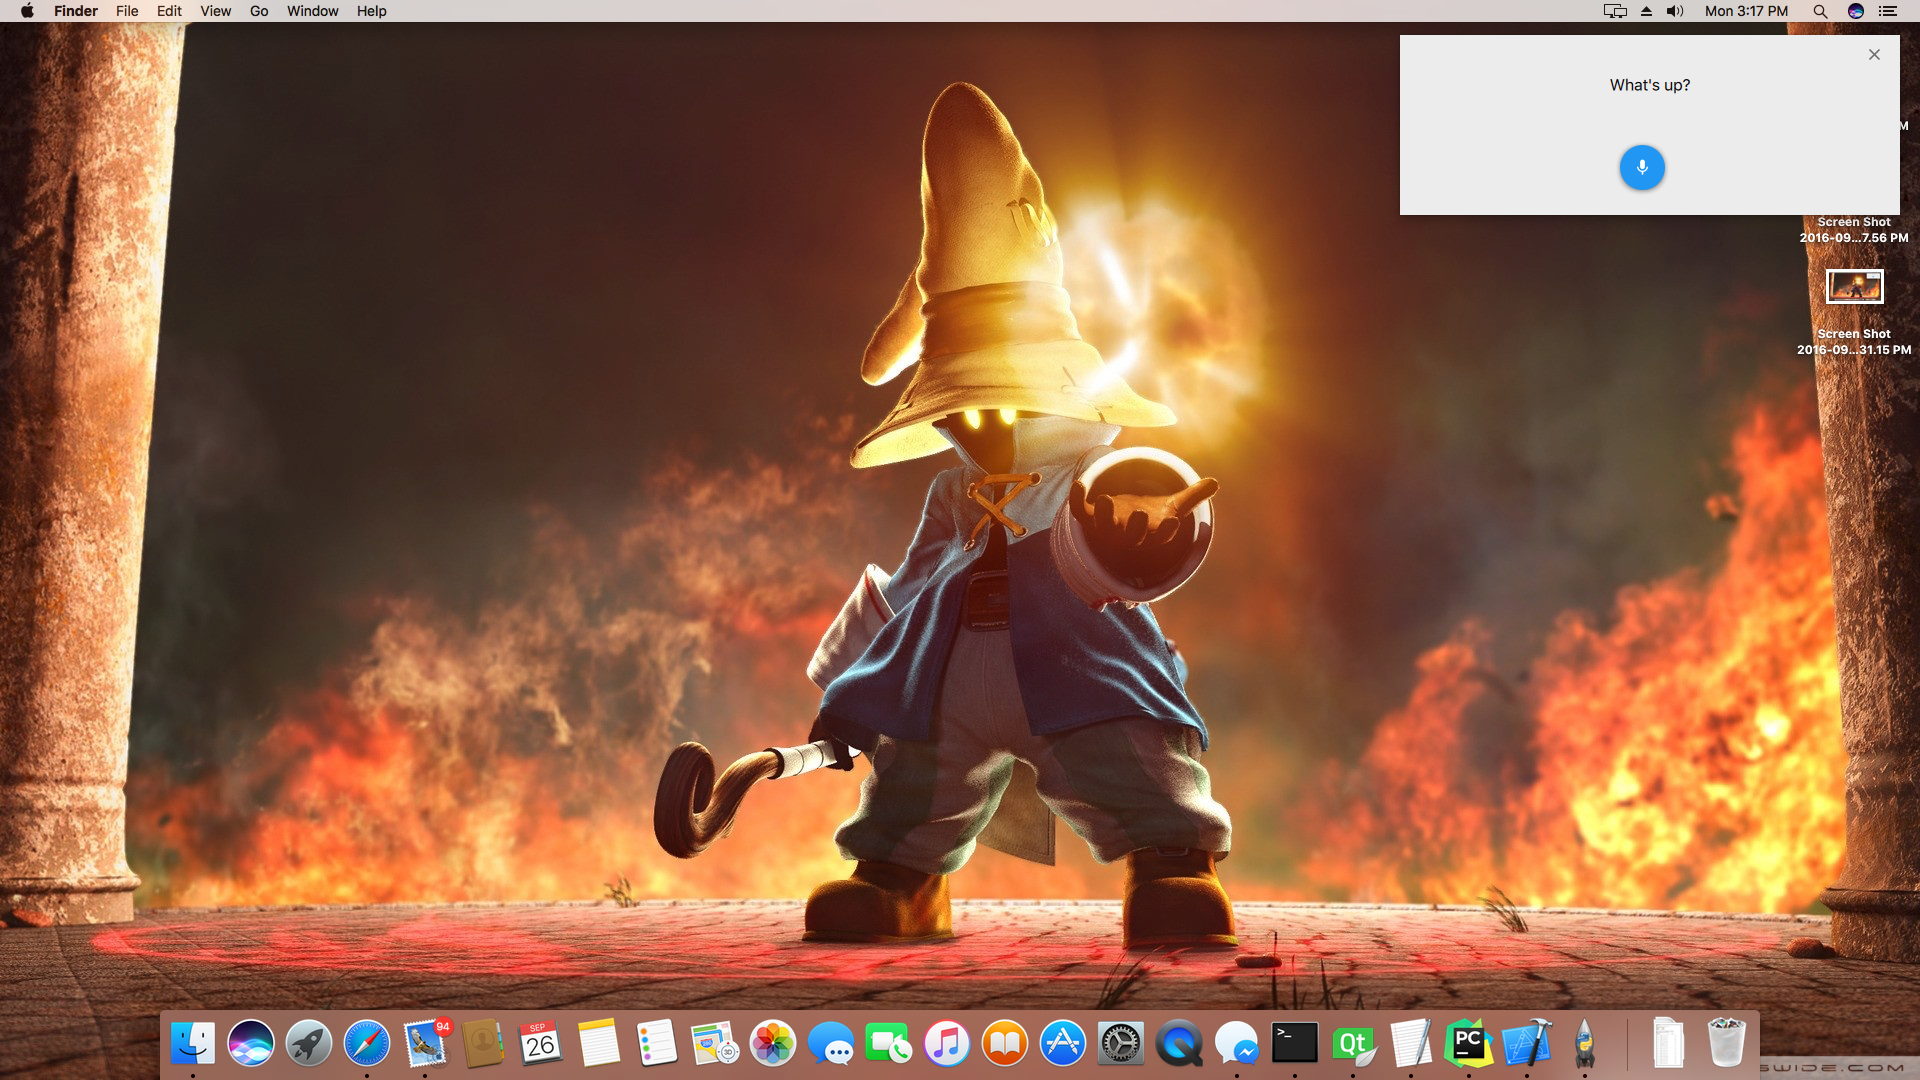 Finder File Edit View Go Window Help Mon 3:17 PM
What's up?
M
Screen Shot
2016-09...7.56 PM
Screen Shot
2016-09...31.15 PM
94
SEP
26
3D
>_
Qt
PC
SWIDE.COM